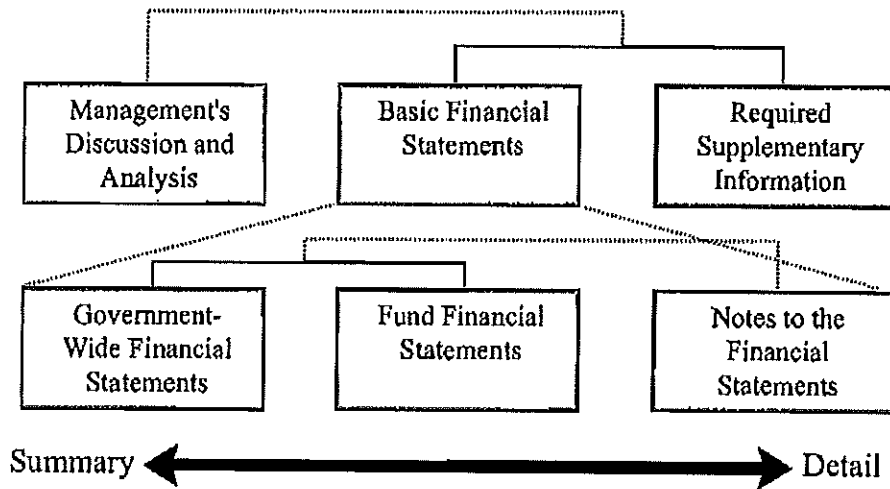 Management's
Discussion and
Analysis
Basic Financial
Statements
Required
Supplementary
Information
Government-
Wide Financial
Statements
Fund Financial
Statements
Notes to the
Financial
Statements
Summary
Detail